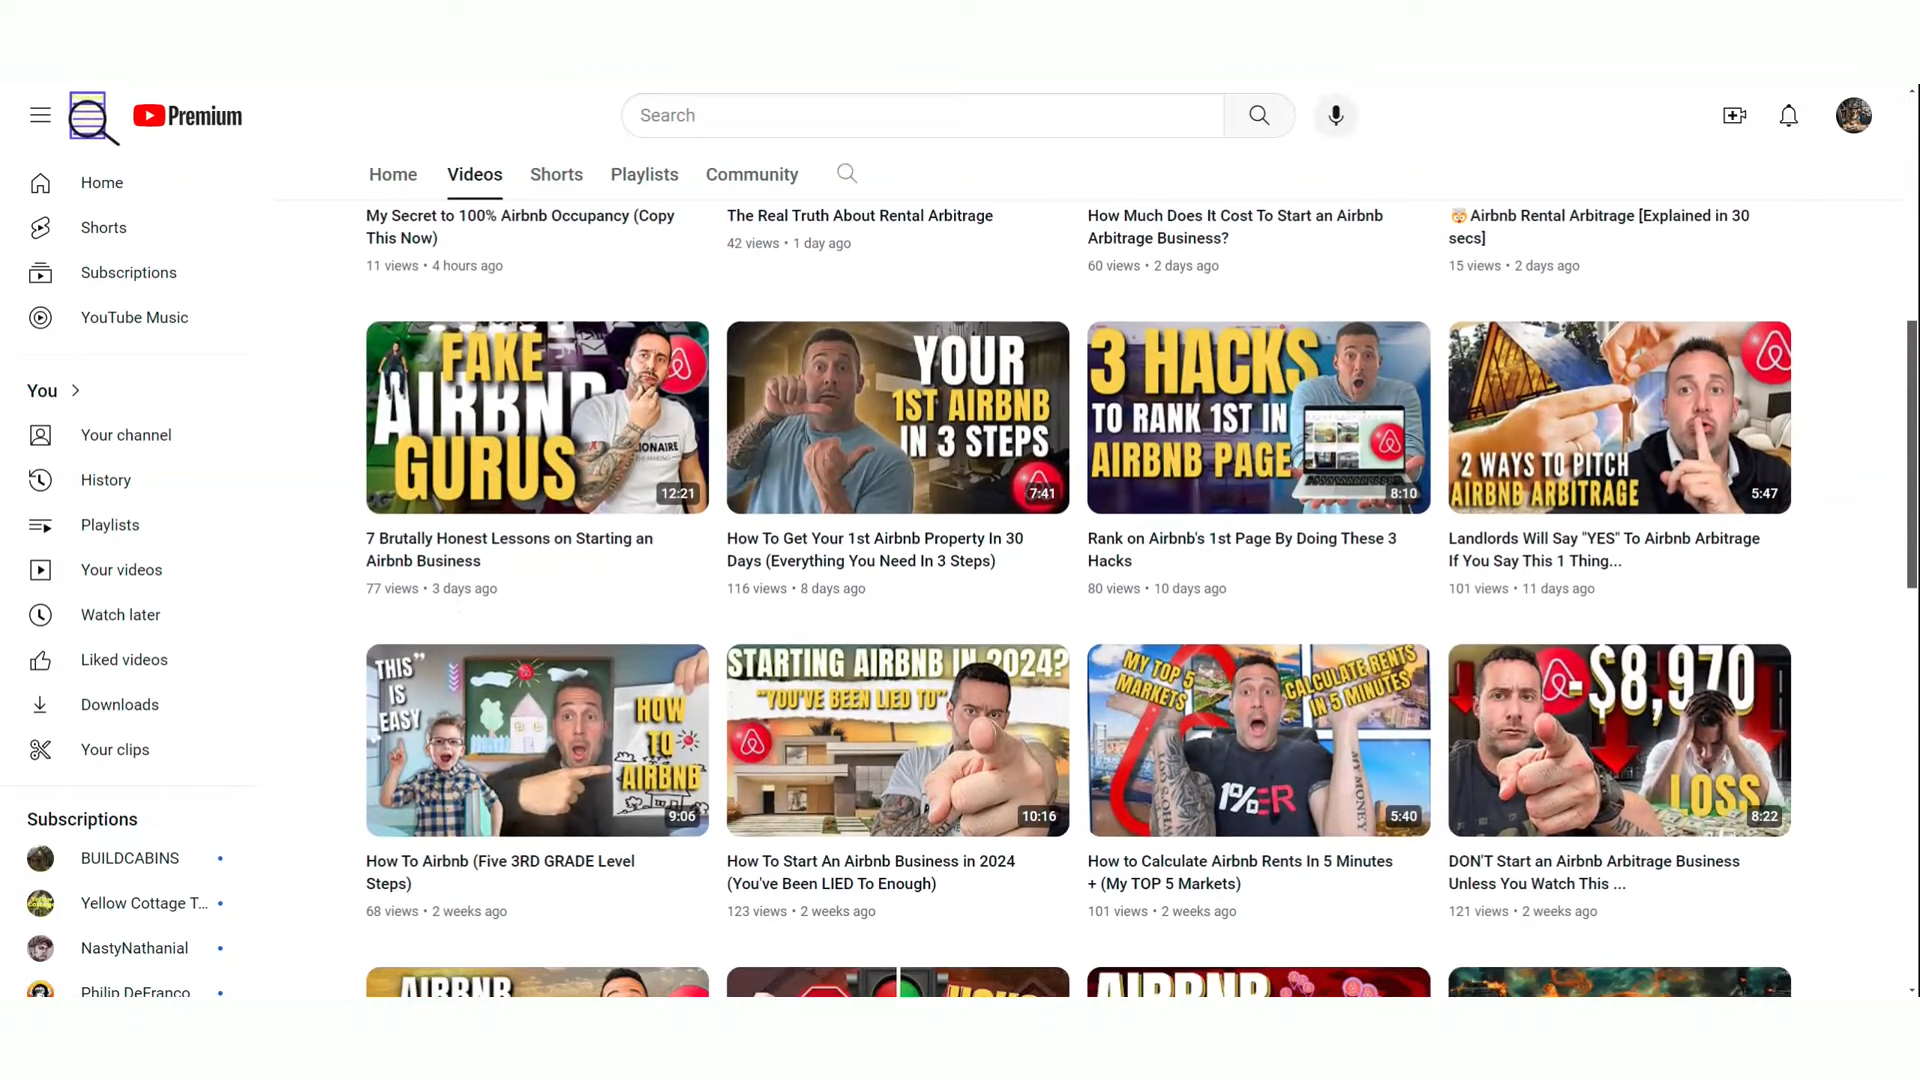 Premium
Search
Home
Videos
Shorts
Playlists
Community
Home
Shorts
Subscriptions
YouTube Music
You
Your channel
History
Playlists
Your videos
Watch later
Liked videos
Downloads
Your clips
Subscriptions
BUILDCABINS
Yellow Cottage T...
NastyNathanial
Philip DeFranco
My Secret to 100% Airbnb Occupancy (Copy
This Now)
11 views • 4 hours ago
The Real Truth About Rental Arbitrage
42 views • 1 day ago
How Much Does It Cost To Start an Airbnb
Arbitrage Business?
60 views • 2 days ago
🤯Airbnb Rental Arbitrage [Explained in 30
secs]
15 views • 2 days ago
FAKE
AIRBNB
GURUS
IONAIRE
12:21
7 Brutally Honest Lessons on Starting an
Airbnb Business
77 views • 3 days ago
YOUR
1ST AIRBNB
IN 3 STEPS
7:41
How To Get Your 1st Airbnb Property In 30
Days (Everything You Need In 3 Steps)
116 views • 8 days ago
3 HACKS
TO RANK 1ST IN
AIRBNB PAGE
8:10
Rank on Airbnb's 1st Page By Doing These 3
Hacks
80 views • 10 days ago
2 WAYS TO PITCH
AIRBNB ARBITRAGE
5:47
Landlords Will Say "YES" To Airbnb Arbitrage
If You Say This 1 Thing...
101 views • 11 days ago
THIS"
IS
EASY
HOW
TO
AIRBNB
9:06
How To Airbnb (Five 3RD GRADE Level
Steps)
68 views • 2 weeks ago
STARTING AIRBNB IN 2024?
"YOU'VE BEEN LIED TO"
10:16
How To Start An Airbnb Business in 2024
(You've Been LIED To Enough)
123 views • 2 weeks ago
MY TOP 5
MARKETS
CALCULATE RENTS
IN 5 MINUTES
1%ER
5:40
How to Calculate Airbnb Rents In 5 Minutes
+ (My TOP 5 Markets)
101 views • 2 weeks ago
-$8,970
LOSS
8:22
DON'T Start an Airbnb Arbitrage Business
Unless You Watch This ...
121 views • 2 weeks ago
AIRBNB
AIRBNB